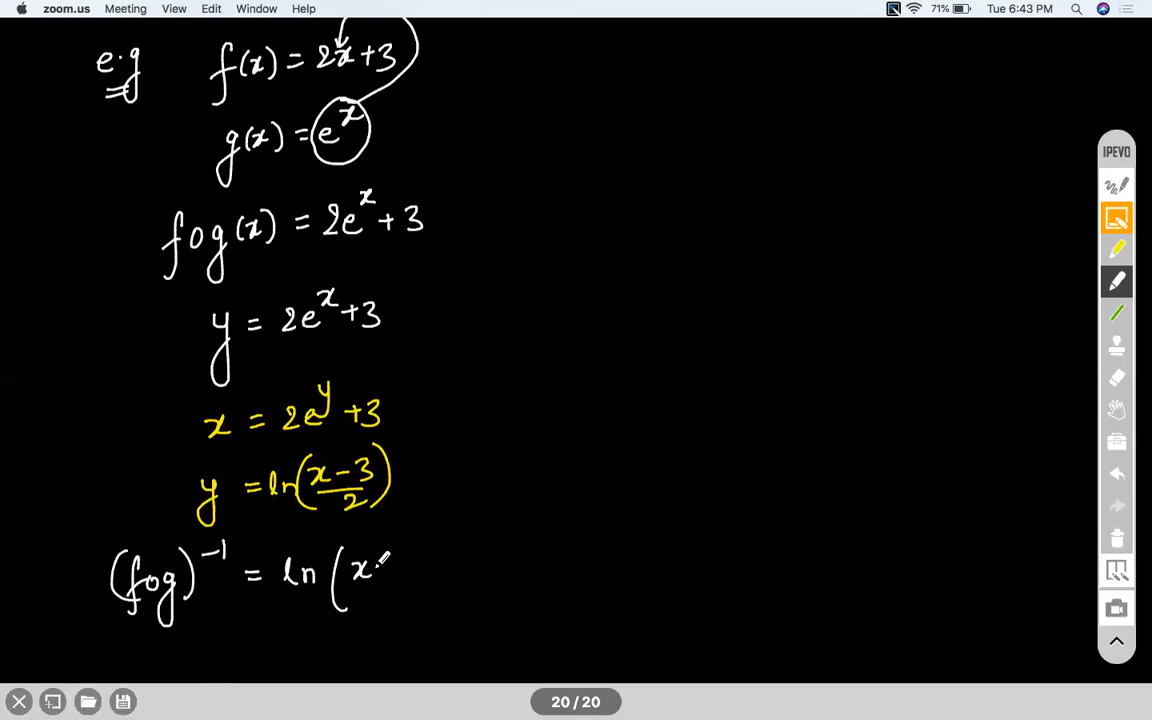 zoom.us Meeting View Edit Window Help 71% Tue 6:43 PM
e.g f(x) = 2x+3
g(x) = e^x
fog(x) = 2e^x + 3
y = 2e^x + 3
x = 2e^y + 3
y = ln((x-3)/2)
(fog)^-1 = ln (x
IPEVO
20 / 20